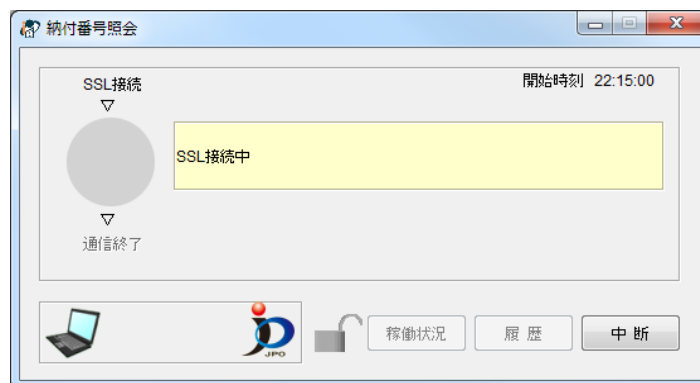 納付番号照会
SSL接続
開始時刻 22:15:00
▽
SSL接続中
▽
通信終了
JPO
稼働状況
履 歴
中 断